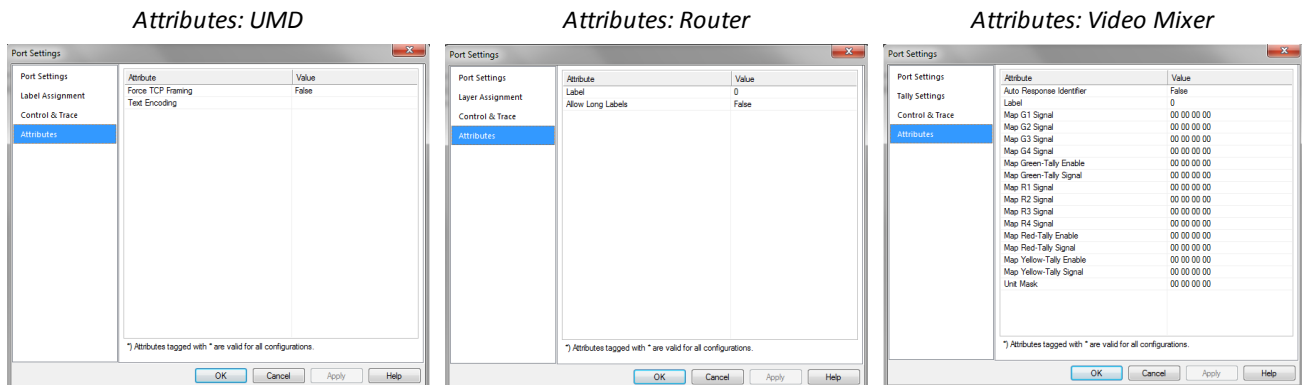 Attributes: UMD
Port Settings
Port Settings
Label Assignment
Control & Trace
Attributes
Attribute Value
Force TCP Framing False
Text Encoding
*) Attributes tagged with * are valid for all configurations.
OK Cancel Apply Help
Attributes: Router
Port Settings
Port Settings
Layer Assignment
Control & Trace
Attributes
Attribute Value
Label 0
Allow Long Labels False
*) Attributes tagged with * are valid for all configurations.
OK Cancel Apply Help
Attributes: Video Mixer
Port Settings
Port Settings
Tally Settings
Control & Trace
Attributes
Attribute Value
Auto Response Identifier False
Label 0
Map G1 Signal 00 00 00 00
Map G2 Signal 00 00 00 00
Map G3 Signal 00 00 00 00
Map G4 Signal 00 00 00 00
Map Green-Tally Enable 00 00 00 00
Map Green-Tally Signal 00 00 00 00
Map R1 Signal 00 00 00 00
Map R2 Signal 00 00 00 00
Map R3 Signal 00 00 00 00
Map R4 Signal 00 00 00 00
Map Red-Tally Enable 00 00 00 00
Map Red-Tally Signal 00 00 00 00
Map Yellow-Tally Enable 00 00 00 00
Map Yellow-Tally Signal 00 00 00 00
Unit Mask 00 00 00 00
*) Attributes tagged with * are valid for all configurations.
OK Cancel Apply Help